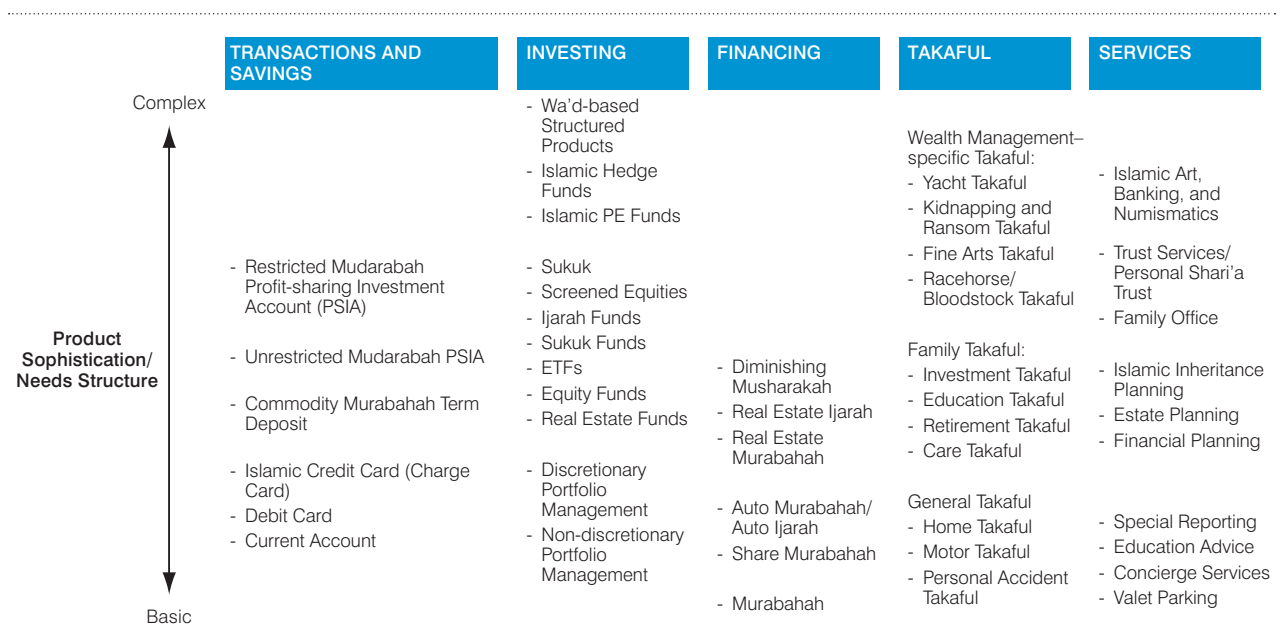 TRANSACTIONS AND
SAVINGS
INVESTING
FINANCING
TAKAFUL
SERVICES
Complex
Product
Sophistication/
Needs Structure
Basic
- Restricted Mudarabah
Profit-sharing Investment
Account (PSIA)
- Unrestricted Mudarabah PSIA
- Commodity Murabahah Term
Deposit
- Islamic Credit Card (Charge
Card)
- Debit Card
- Current Account
- Wa’d-based
Structured
Products
- Islamic Hedge
Funds
- Islamic PE Funds
- Sukuk
- Screened Equities
- Ijarah Funds
- Sukuk Funds
- ETFs
- Equity Funds
- Real Estate Funds
- Discretionary
Portfolio
Management
- Non-discretionary
Portfolio
Management
- Diminishing
Musharakah
- Real Estate Ijarah
- Real Estate
Murabahah
- Auto Murabahah/
Auto Ijarah
- Share Murabahah
- Murabahah
Wealth Management–
specific Takaful:
- Yacht Takaful
- Kidnapping and
Ransom Takaful
- Fine Arts Takaful
- Racehorse/
Bloodstock Takaful
Family Takaful:
- Investment Takaful
- Education Takaful
- Retirement Takaful
- Care Takaful
General Takaful
- Home Takaful
- Motor Takaful
- Personal Accident
Takaful
- Islamic Art,
Banking, and
Numismatics
- Trust Services/
Personal Shari’a
Trust
- Family Office
- Islamic Inheritance
Planning
- Estate Planning
- Financial Planning
- Special Reporting
- Education Advice
- Concierge Services
- Valet Parking